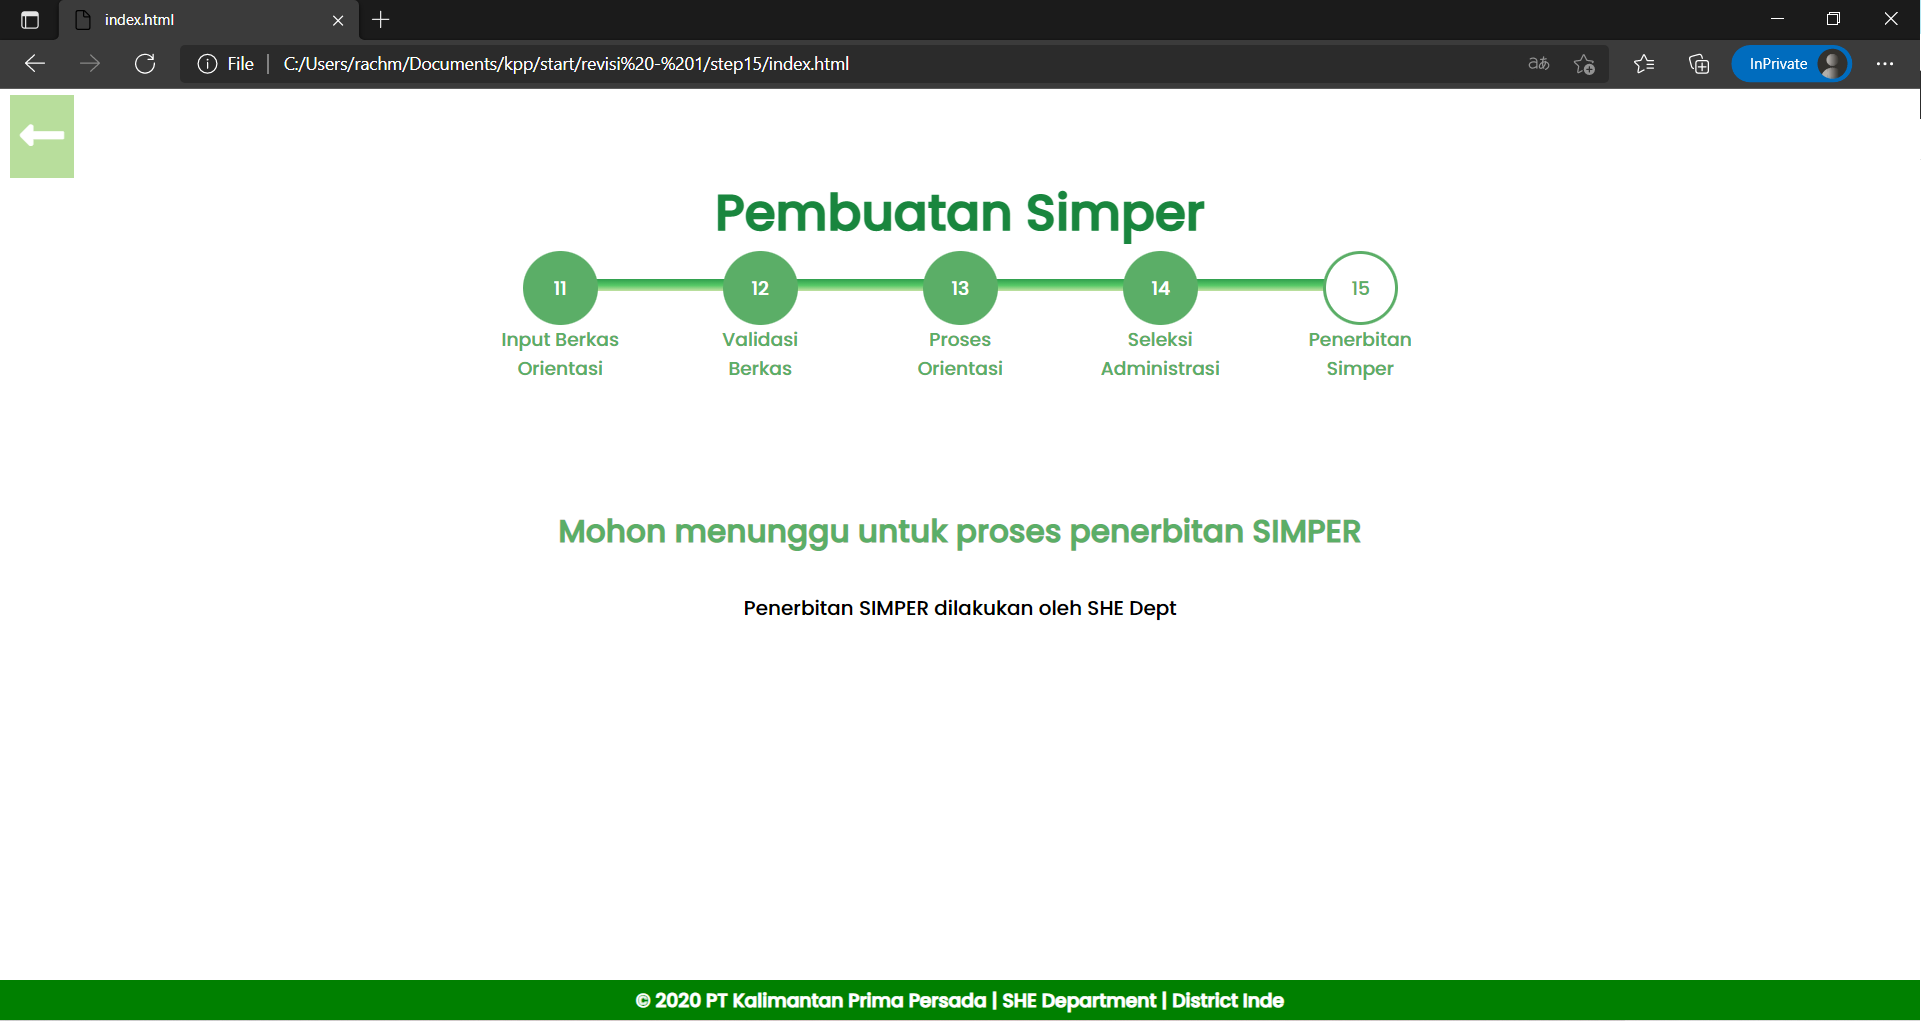 index.html
File
C:/Users/rachm/Documents/kpp/start/revisi%20-%201/step15/index.html
aあ
InPrivate
Pembuatan Simper
11
12
13
14
15
Input Berkas
Orientasi
Validasi
Berkas
Proses
Orientasi
Seleksi
Administrasi
Penerbitan
Simper
Mohon menunggu untuk proses penerbitan SIMPER
Penerbitan SIMPER dilakukan oleh SHE Dept
© 2020 PT Kalimantan Prima Persada | SHE Department | District Inde